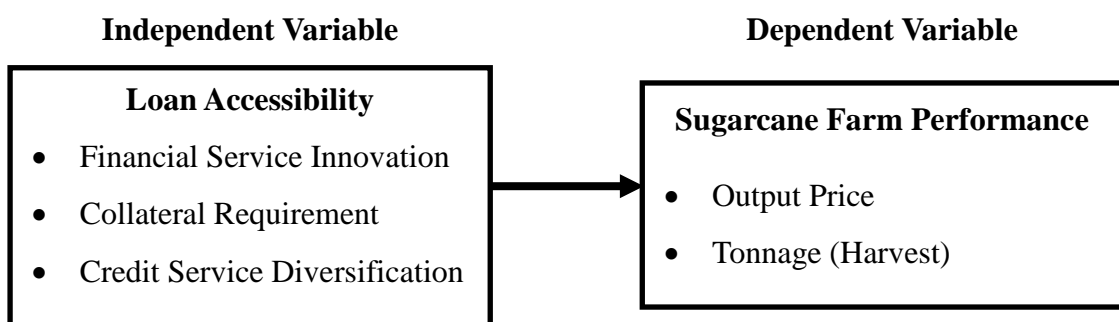 Independent Variable
Dependent Variable
Loan Accessibility
• Financial Service Innovation
• Collateral Requirement
• Credit Service Diversification
Sugarcane Farm Performance
• Output Price
• Tonnage (Harvest)